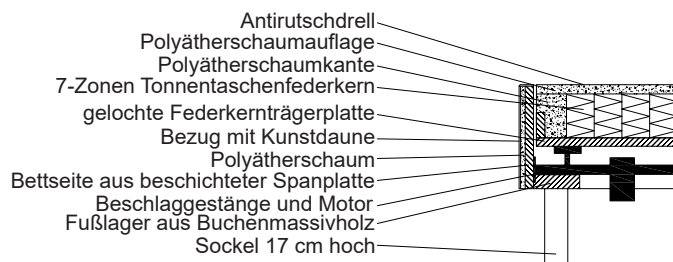 Antirutschdrell
Polyätherschaumauflage
Polyätherschaumkante
7-Zonen Tonnentaschenfederkern
gelochte Federkernträgerplatte
Bezug mit Kunstdaune
Polyätherschaum
Bettseite aus beschichteter Spanplatte
Beschlaggestänge und Motor
Fußlager aus Buchenmassivholz
Sockel 17 cm hoch